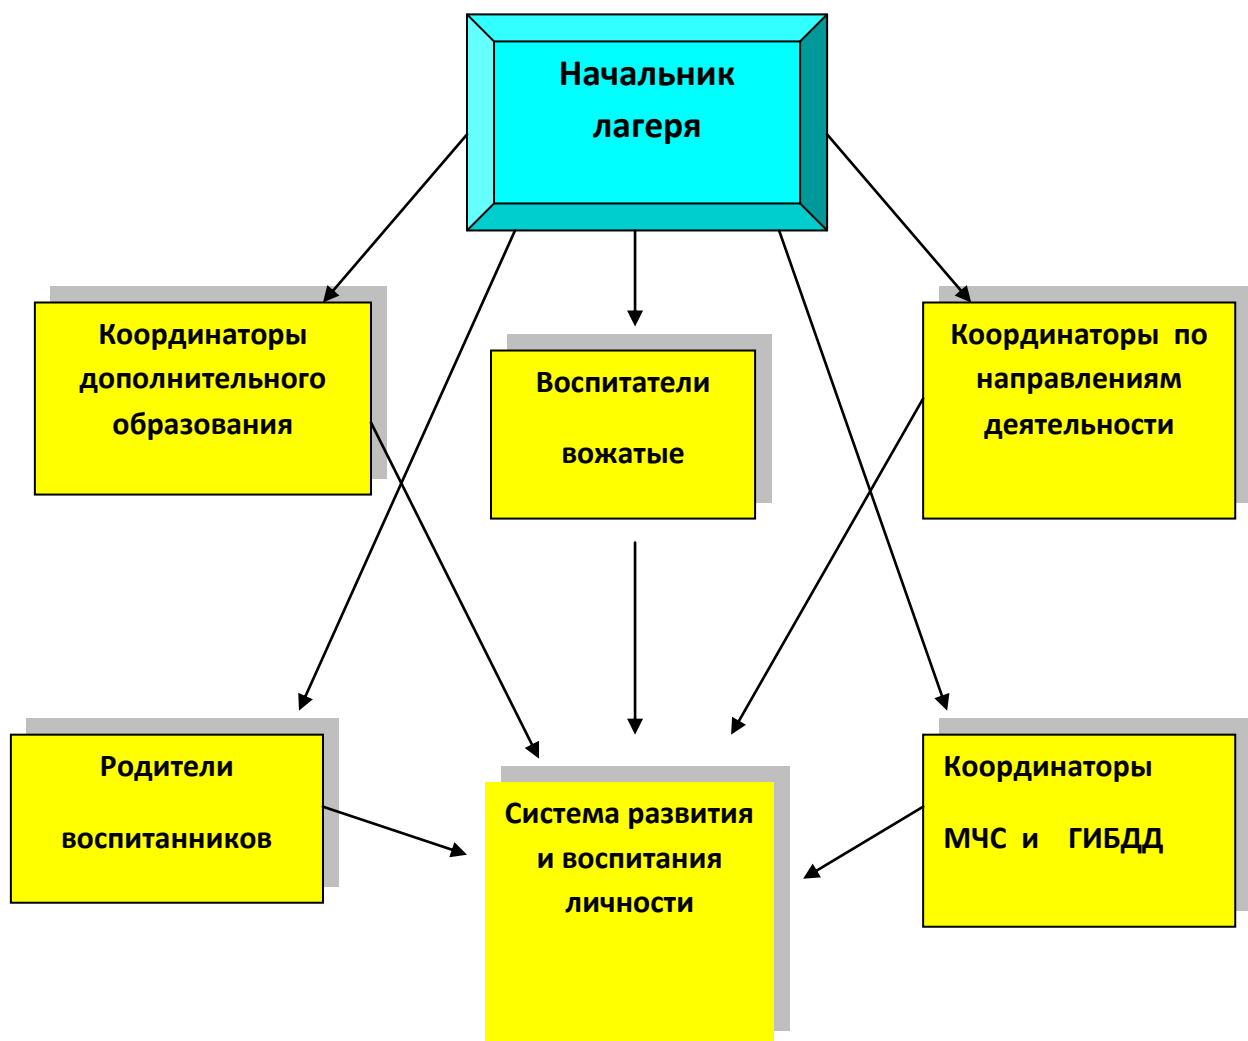 Начальник
лагеря
Координаторы
дополнительного
образования
Воспитатели
вожатые
Координаторы по
направлениям
деятельности
Родители
воспитанников
Система развития
и воспитания
личности
Координаторы
МЧС и ГИБДД